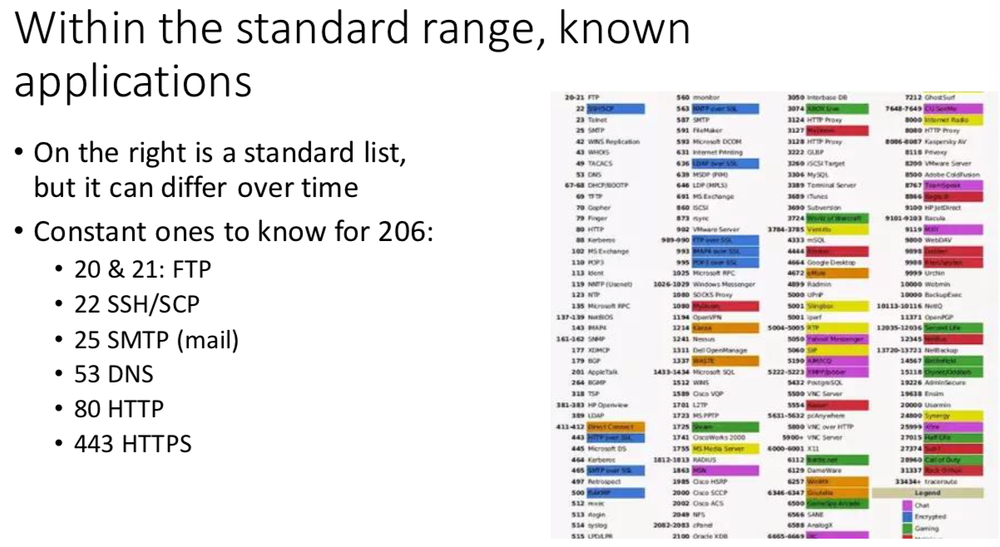 Within the standard range, known
applications
• On the right is a standard list,
but it can differ over time
• Constant ones to know for 206:
• 20 & 21: FTP
• 22 SSH/SCP
• 25 SMTP (mail)
• 53 DNS
• 80 HTTP
• 443 HTTPS
20-21 FTP
22 SSH/SCP
23 Telnet
25 SMTP
42 WINS Replication
43 WHOIS
49 TACACS
53 DNS
67-68 DHCP/BOOTP
69 TFTP
70 Gopher
79 Finger
80 HTTP
88 Kerberos
102 MS Exchange
110 POP3
113 Ident
119 NNTP (Usenet)
123 NTP
135 Microsoft RPC
137-139 NetBIOS
143 IMAP4
161-162 SNMP
177 XDMCP
179 BGP
201 AppleTalk
264 BGMP
318 TSP
381-383 HP Openview
389 LDAP
411-412 Direct Connect
443 HTTP over SSL
445 Microsoft DS
464 Kerberos
465 SMTP over SSL
497 Retrospect
500 ISAKMP
512 rexec
513 rlogin
514 syslog
515 LPD/LPR
560 rmonitor
563 NNTP over SSL
587 SMTP
591 FileMaker
593 Microsoft DCOM
631 Internet Printing
636 LDAP over SSL
639 MSDP (PIM)
646 LDP (MPLS)
691 MS Exchange
860 iSCSI
873 rsync
902 VMware Server
989-990 FTP over SSL
993 IMAP4 over SSL
995 POP3 over SSL
1025 Microsoft RPC
1026-1029 Windows Messenger
1080 SOCKS Proxy
1080 MyDoom
1194 OpenVPN
1214 Kazaa
1241 Nessus
1311 Dell OpenManage
1337 WASTE
1433-1434 Microsoft SQL
1512 WINS
1589 Cisco VQP
1701 L2TP
1723 MS PPTP
1725 Steam
1741 CiscoWorks 2000
1755 MS Media Server
1812-1813 RADIUS
1863 MSN
1985 Cisco HSRP
2000 Cisco SCCP
2002 Cisco ACS
2049 NFS
2082-2083 cPanel
2100 Oracle XDB
3050 Interbase DB
3074 XBOX Live
3124 HTTP Proxy
3127 MyDoom
3128 HTTP Proxy
3222 GLBP
3260 iSCSI Target
3306 MySQL
3389 Terminal Server
3689 iTunes
3690 Subversion
3724 World of Warcraft
3784-3785 Ventrilo
4333 mSQL
4444 Blaster
4664 Google Desktop
4672 eMule
4899 Radmin
5000 UPnP
5001 Slingbox
5001 iperf
5004-5005 RTP
5050 Yahoo! Messenger
5060 SIP
5190 AIM/ICQ
5222-5223 XMPP/Jabber
5432 PostgreSQL
5500 VNC Server
5554 Sasser
5631-5632 pcAnywhere
5800 VNC over HTTP
5900+ VNC Server
6000-6001 X11
6112 Battle.net
6129 DameWare
6257 WinMX
6346-6347 Gnutella
6500 GameSpy Arcade
6566 SANE
6588 AnalogX
6665-6669 IRC
7212 GhostSurf
7648-7649 CU-SeeMe
8000 Internet Radio
8080 HTTP Proxy
8086-8087 Kaspersky AV
8118 Privoxy
8200 VMware Server
8500 Adobe ColdFusion
8767 TeamSpeak
8866 Bagle.B
9100 HP JetDirect
9101-9103 Bacula
9119 MXit
9800 WebDAV
9898 Dabber
9988 Rbot/Spybot
9999 Urchin
10000 Webmin
10000 BackupExec
10113-10116 NetIQ
11371 OpenPGP
12035-12036 Second Life
12345 NetBus
13720-13721 NetBackup
14567 Battlefield
15118 Dipnet/Oddbob
19226 AdminSecure
19638 Ensim
20000 Usermin
24800 Synergy
25999 Xfire
27015 Half-Life
27374 Sub7
28960 Call of Duty
31337 Back Orifice
33434+ traceroute
Legend
Chat
Encrypted
Gaming